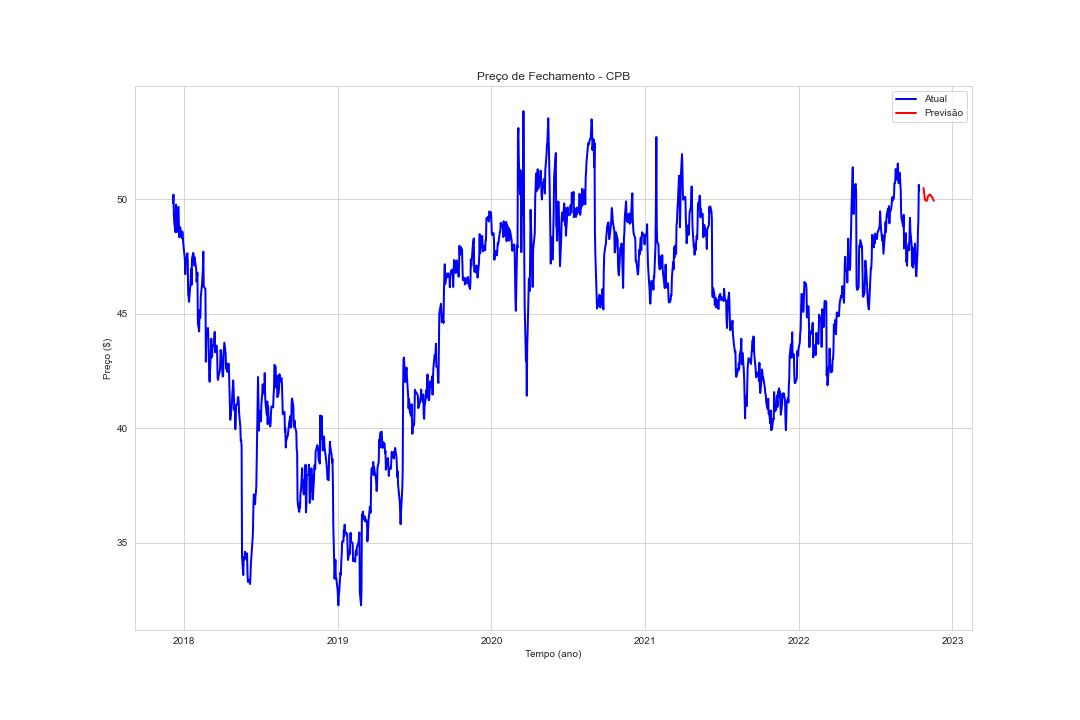 Preço de Fechamento - CPB
Atual
Previsão
50
45
40
35
Preço ($)
2018 2019 2020 2021 2022 2023
Tempo (ano)